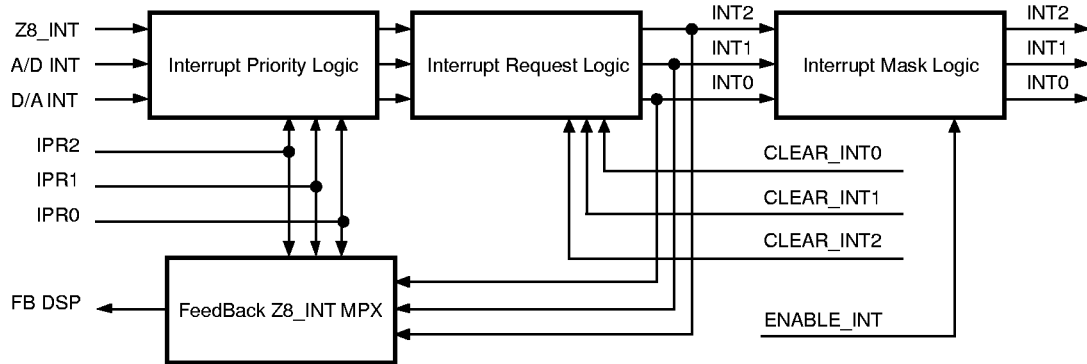 Z8_INT
A/D INT
D/A INT
Interrupt Priority Logic
Interrupt Request Logic
INT2
INT1
INT0
Interrupt Mask Logic
INT2
INT1
INT0
IPR2
IPR1
IPR0
CLEAR_INT0
CLEAR_INT1
CLEAR_INT2
FB DSP
FeedBack Z8_INT MPX
ENABLE_INT